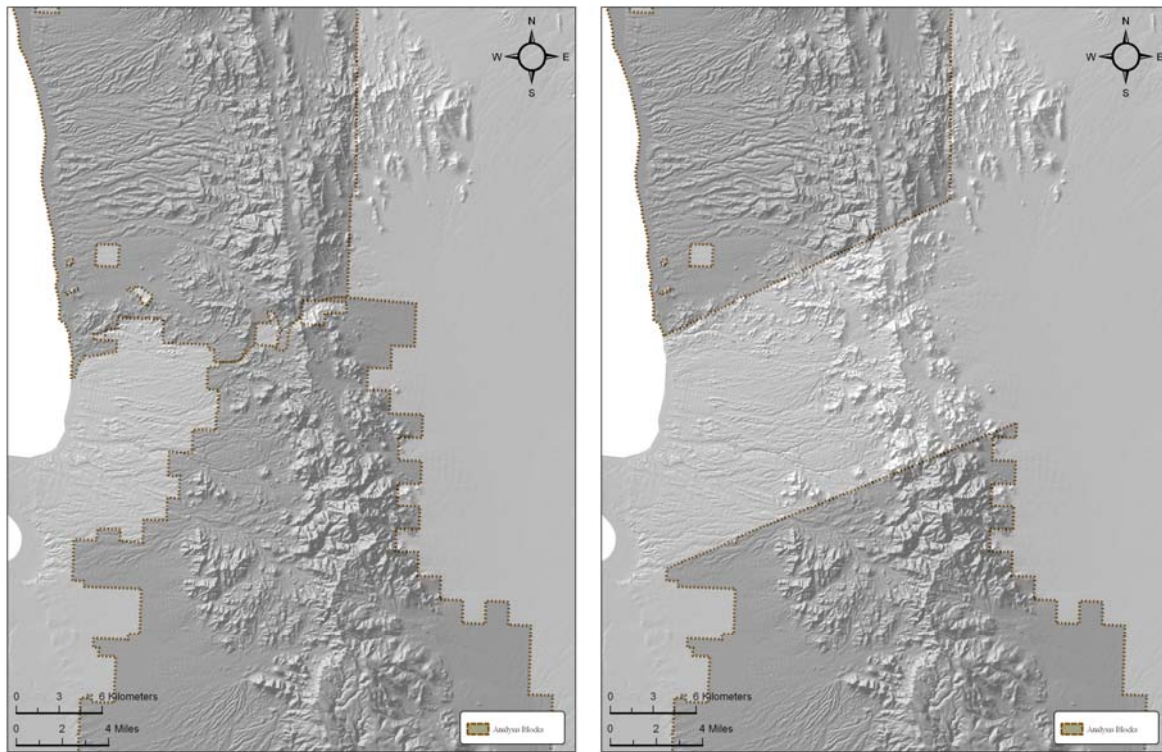 N
W E
S
0 3 6 Kilometers
0 2 4 Miles
Analysis Blocks
N
W E
S
0 3 6 Kilometers
0 2 4 Miles
Analysis Blocks